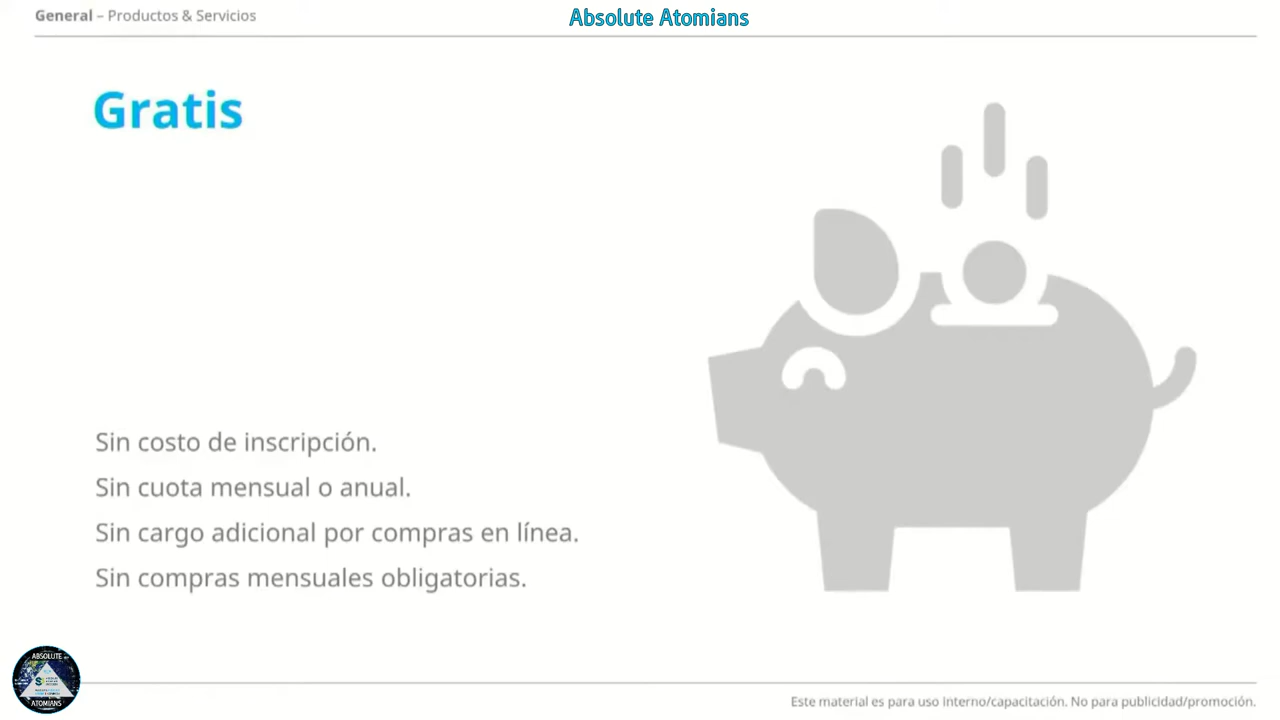 General – Productos & Servicios
Absolute Atomians
Gratis
Sin costo de inscripción.
Sin cuota mensual o anual.
Sin cargo adicional por compras en línea.
Sin compras mensuales obligatorias.
ABSOLUTE
ATOMIANS
Este material es para uso Interno/capacitación. No para publicidad/promoción.